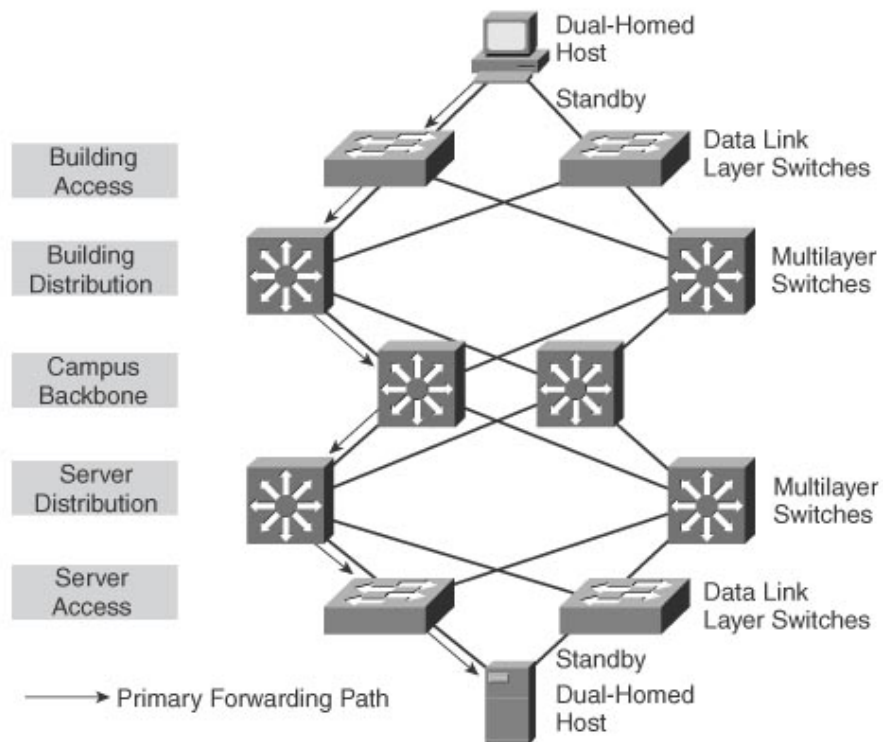 Dual-Homed
Host
Standby
Building
Access
Data Link
Layer Switches
Building
Distribution
Multilayer
Switches
Campus
Backbone
Server
Distribution
Multilayer
Switches
Server
Access
Data Link
Layer Switches
Standby
Primary Forwarding Path
Dual-Homed
Host